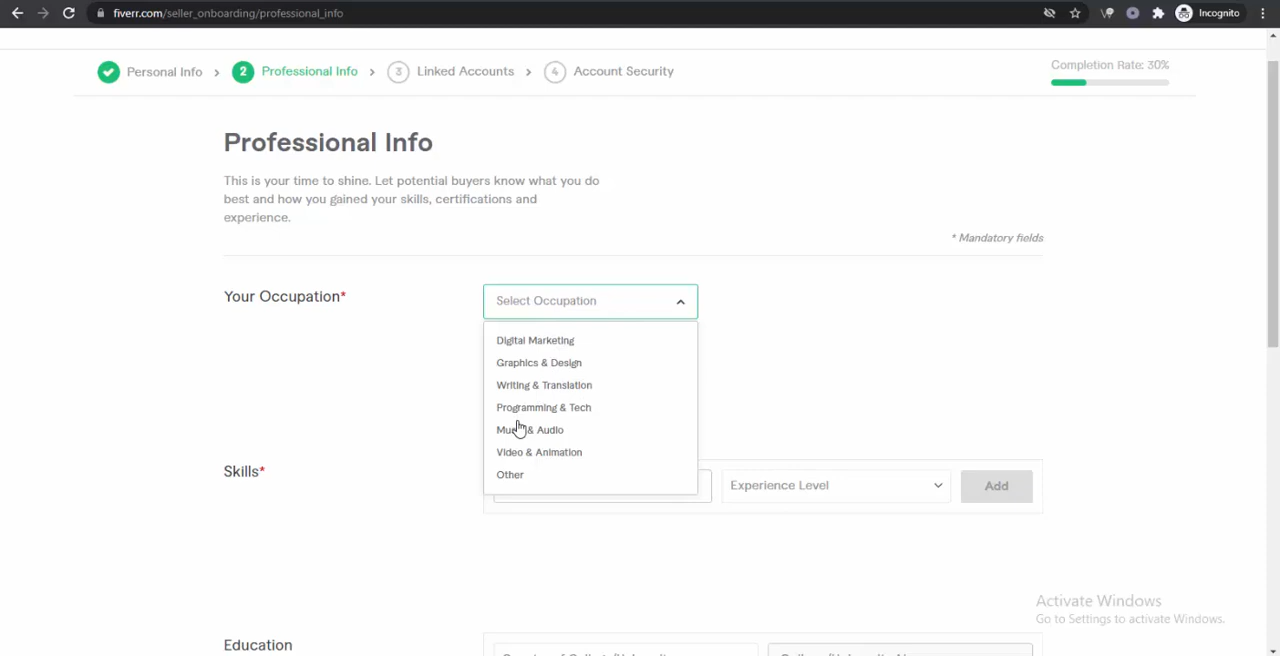 fiverr.com/seller_onboarding/professional_info
Incognito
Personal Info
2 Professional Info
3 Linked Accounts
4 Account Security
Completion Rate: 30%
Professional Info
This is your time to shine. Let potential buyers know what you do
best and how you gained your skills, certifications and
experience.
* Mandatory fields
Your Occupation*
Select Occupation
Digital Marketing
Graphics & Design
Writing & Translation
Programming & Tech
& Audio
Video & Animation
Other
Skills*
Experience Level
Add
Activate Windows
Go to Settings to activate Windows.
Education